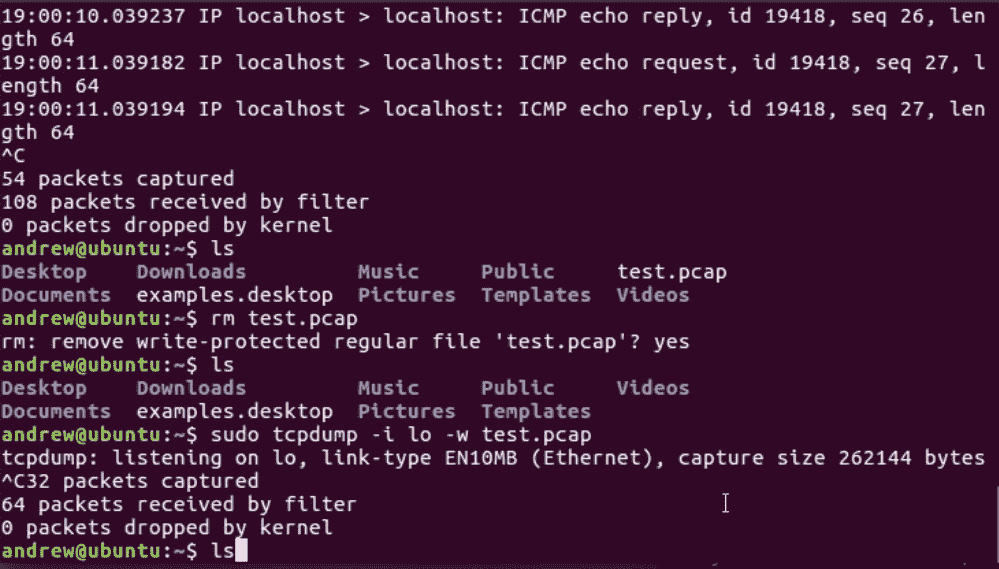 19:00:10.039237 IP localhost > localhost: ICMP echo reply, id 19418, seq 26, len
gth 64
19:00:11.039182 IP localhost > localhost: ICMP echo request, id 19418, seq 27, l
ength 64
19:00:11.039194 IP localhost > localhost: ICMP echo reply, id 19418, seq 27, len
gth 64
^C
54 packets captured
108 packets received by filter
0 packets dropped by kernel
andrew@ubuntu:~$ ls
Desktop    Downloads         Music     Public     test.pcap
Documents  examples.desktop  Pictures  Templates  Videos
andrew@ubuntu:~$ rm test.pcap
rm: remove write-protected regular file 'test.pcap'? yes
andrew@ubuntu:~$ ls
Desktop    Downloads         Music     Public     Videos
Documents  examples.desktop  Pictures  Templates
andrew@ubuntu:~$ sudo tcpdump -i lo -w test.pcap
tcpdump: listening on lo, link-type EN10MB (Ethernet), capture size 262144 bytes
^C32 packets captured
64 packets received by filter
0 packets dropped by kernel
andrew@ubuntu:~$ ls